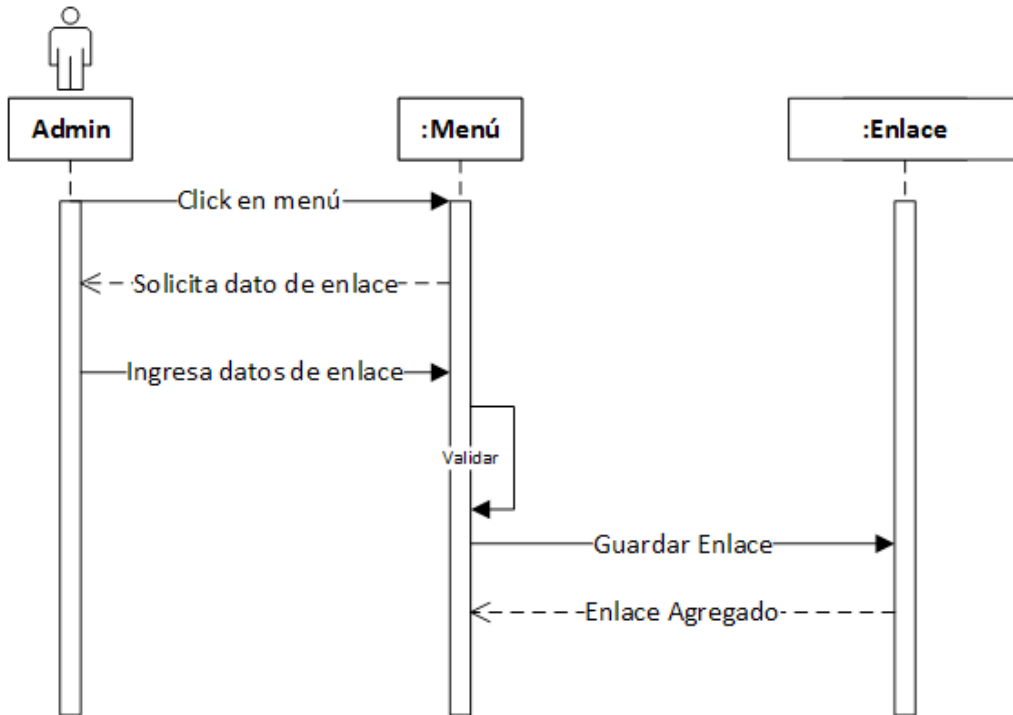 Admin
:Menú
:Enlace
Click en menú
Solicita dato de enlace
Ingresa datos de enlace
Validar
Guardar Enlace
Enlace Agregado